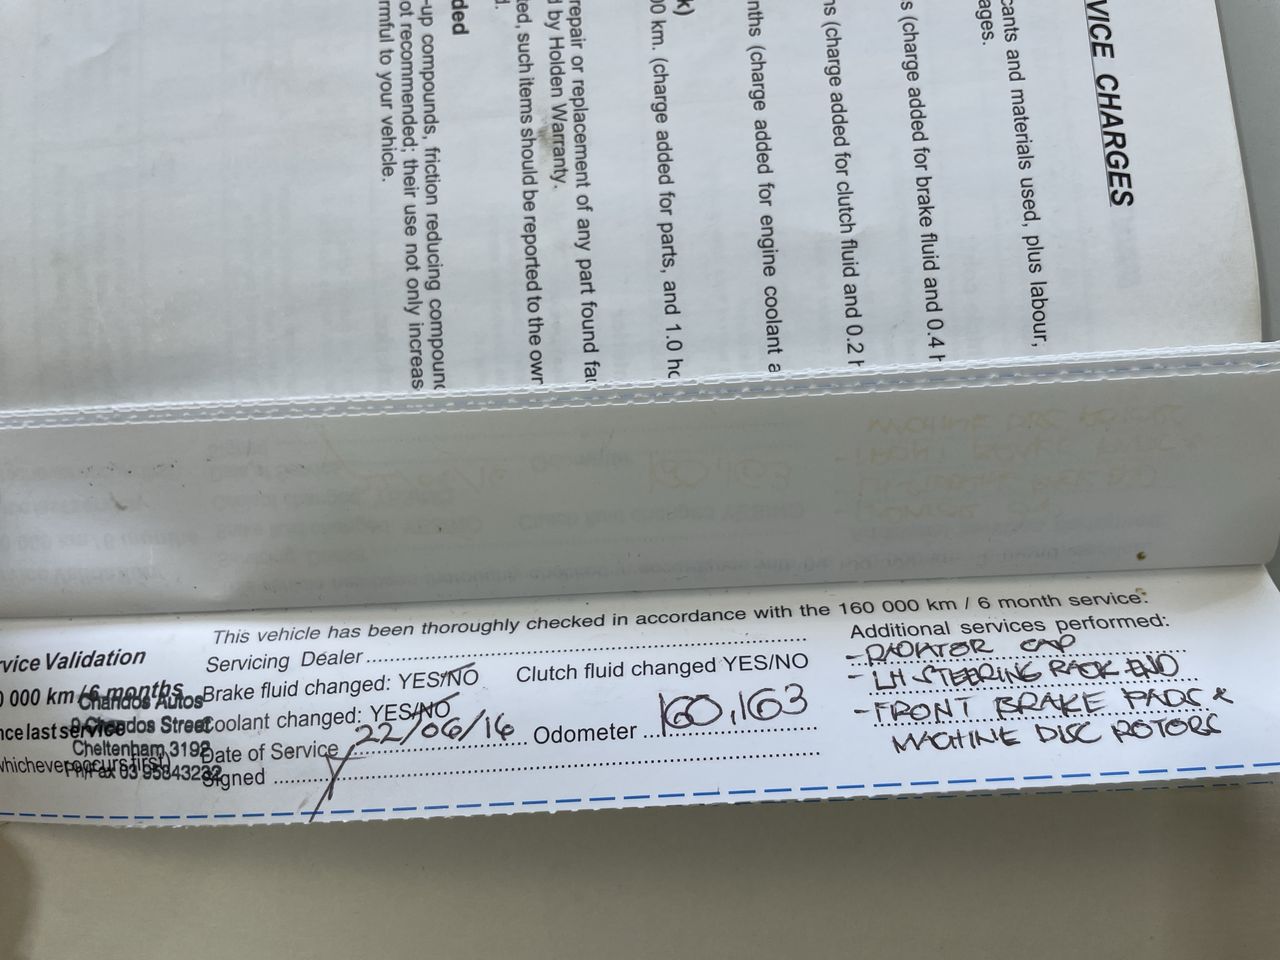 VICE CHARGES
cants and materials used, plus labour,
ages.
s (charge added for brake fluid and 0.4 h
ns (charge added for clutch fluid and 0.2 h
nths (charge added for engine coolant a
k)
00 km. (charge added for parts, and 1.0 ho
repair or replacement of any part found fau
d by Holden Warranty.
ted, such items should be reported to the own
d.
ded
-up compounds, friction reducing compound
ot recommended; their use not only increas
rmful to your vehicle.
This vehicle has been thoroughly checked in accordance with the 160 000 km / 6 month service:
rvice Validation
0 000 km / 6 months
nce last service
whichever occurs first)
Chandos Autos
9 Chandos Street
Cheltenham 3192
Ph/Fax 03 95843232
Servicing Dealer
Brake fluid changed: YES/NO Clutch fluid changed YES/NO
Coolant changed: YES/NO
Date of Service 22/06/16 Odometer 160,163
Signed
Additional services performed:
- RADIATOR CAP
- LH STEERING RACK END
- FRONT BRAKE PADS &
MACHINE DISC ROTORS